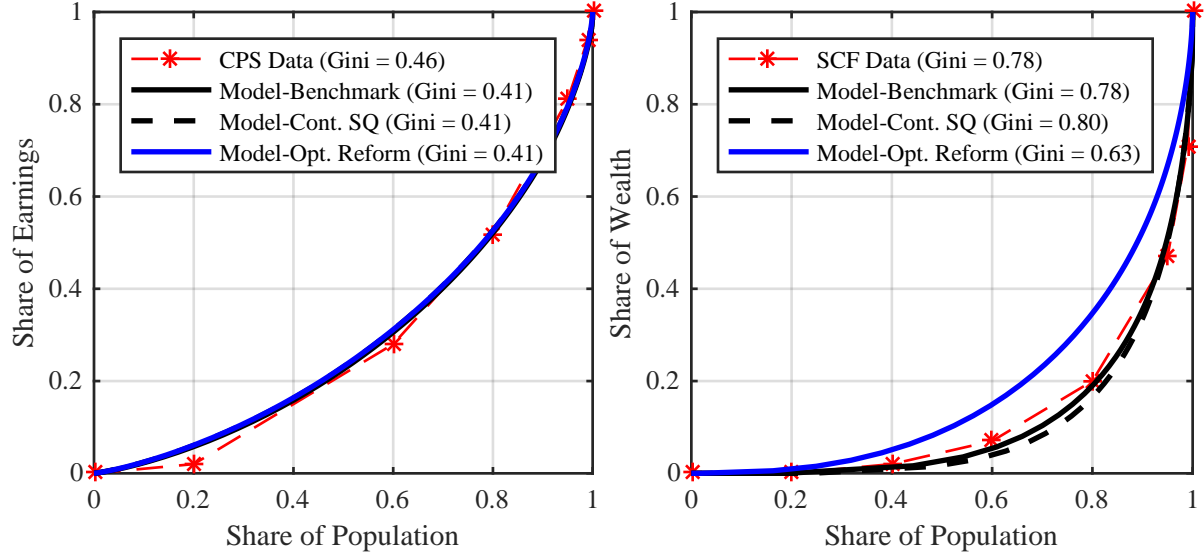 1
0.8
0.6
0.4
0.2
0
Share of Earnings
CPS Data (Gini = 0.46)
Model-Benchmark (Gini = 0.41)
Model-Cont. SQ (Gini = 0.41)
Model-Opt. Reform (Gini = 0.41)
0 0.2 0.4 0.6 0.8 1
Share of Population
1
0.8
0.6
0.4
0.2
0
Share of Wealth
SCF Data (Gini = 0.78)
Model-Benchmark (Gini = 0.78)
Model-Cont. SQ (Gini = 0.80)
Model-Opt. Reform (Gini = 0.63)
0 0.2 0.4 0.6 0.8 1
Share of Population